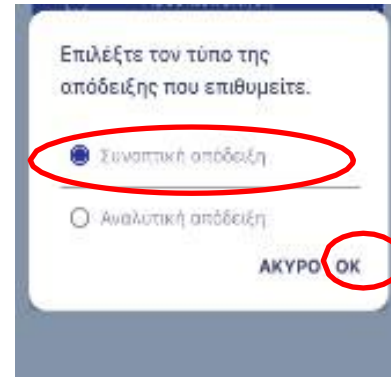 Επιλέξτε τον τύπο της
απόδειξης που επιθυμείτε.
Συνοπτική απόδειξη
Αναλυτική απόδειξη
ΑΚΥΡΟ ΟΚ